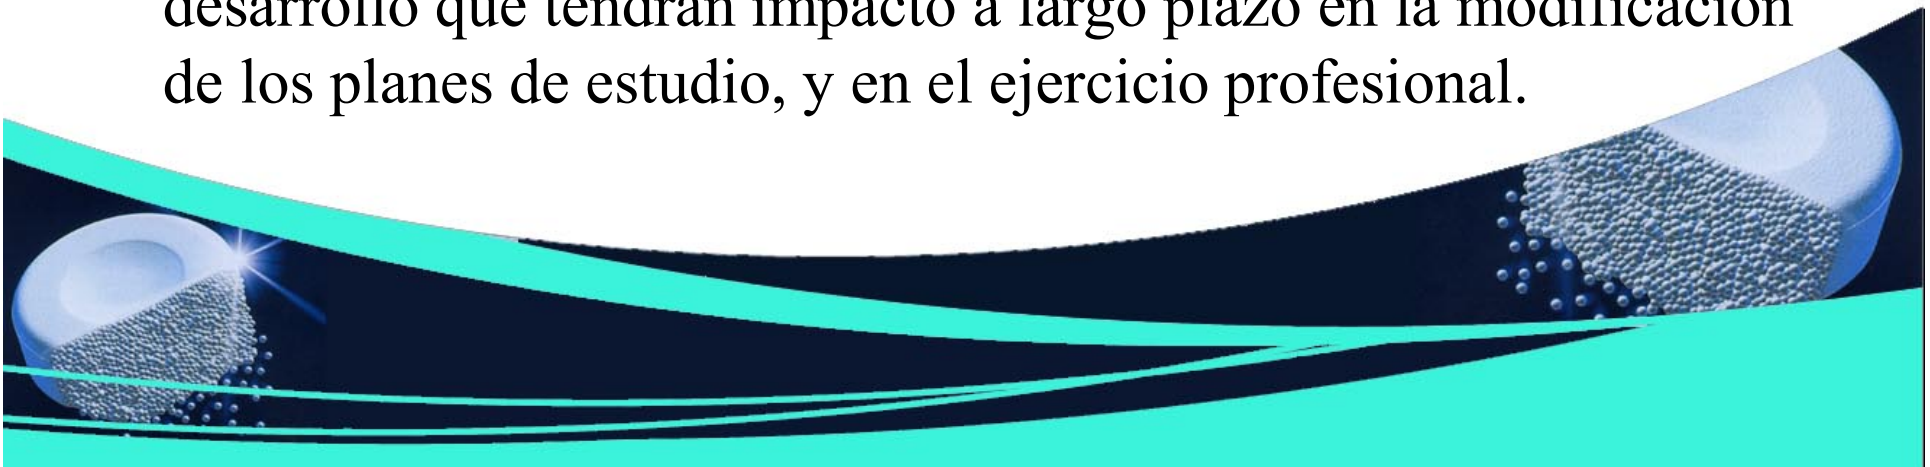 desarrollo que tendrán impacto a largo plazo en la modificación
de los planes de estudio, y en el ejercicio profesional.